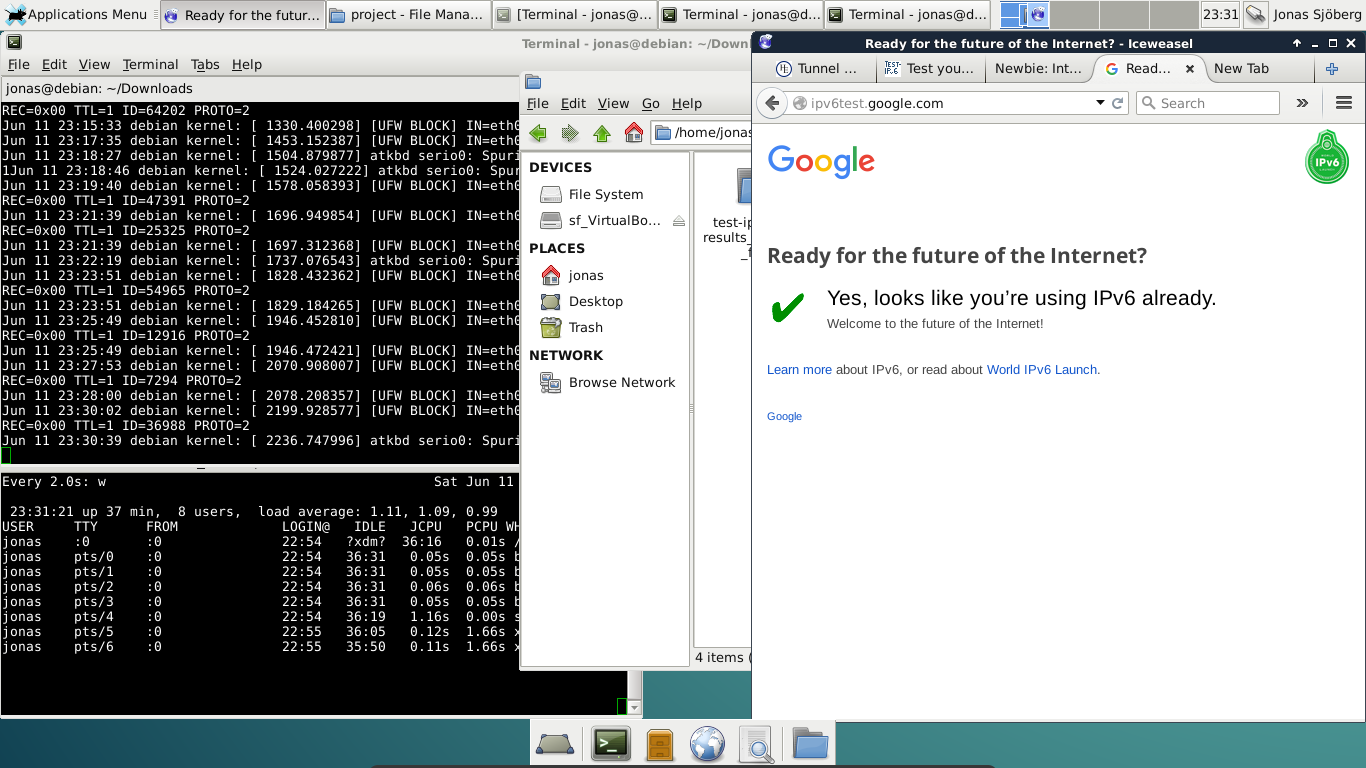 Applications Menu
Ready for the futur...
project - File Mana...
[Terminal - jonas@...
Terminal - jonas@d...
Terminal - jonas@d...
23:31
Jonas Sjöberg
Terminal - jonas@debian: ~/Downl
File Edit View Terminal Tabs Help
jonas@debian: ~/Downloads
REC=0x00 TTL=1 ID=64202 PROTO=2
Jun 11 23:15:33 debian kernel: [ 1330.400298] [UFW BLOCK] IN=eth0
Jun 11 23:17:35 debian kernel: [ 1453.152387] [UFW BLOCK] IN=eth0
Jun 11 23:18:27 debian kernel: [ 1504.879877] atkbd serio0: Spuri
1Jun 11 23:18:46 debian kernel: [ 1524.027222] atkbd serio0: Spur
Jun 11 23:19:40 debian kernel: [ 1578.058393] [UFW BLOCK] IN=eth0
REC=0x00 TTL=1 ID=47391 PROTO=2
Jun 11 23:21:39 debian kernel: [ 1696.949854] [UFW BLOCK] IN=eth0
REC=0x00 TTL=1 ID=25325 PROTO=2
Jun 11 23:21:39 debian kernel: [ 1697.312368] [UFW BLOCK] IN=eth0
Jun 11 23:22:19 debian kernel: [ 1737.076543] atkbd serio0: Spuri
Jun 11 23:23:51 debian kernel: [ 1828.432362] [UFW BLOCK] IN=eth0
REC=0x00 TTL=1 ID=54965 PROTO=2
Jun 11 23:23:51 debian kernel: [ 1829.184265] [UFW BLOCK] IN=eth0
Jun 11 23:25:49 debian kernel: [ 1946.452810] [UFW BLOCK] IN=eth0
REC=0x00 TTL=1 ID=12916 PROTO=2
Jun 11 23:25:49 debian kernel: [ 1946.472421] [UFW BLOCK] IN=eth0
Jun 11 23:27:53 debian kernel: [ 2070.908007] [UFW BLOCK] IN=eth0
REC=0x00 TTL=1 ID=7294 PROTO=2
Jun 11 23:28:00 debian kernel: [ 2078.208357] [UFW BLOCK] IN=eth0
Jun 11 23:30:02 debian kernel: [ 2199.928577] [UFW BLOCK] IN=eth0
REC=0x00 TTL=1 ID=36988 PROTO=2
Jun 11 23:30:39 debian kernel: [ 2236.747996] atkbd serio0: Spuri
Every 2.0s: w Sat Jun 11
23:31:21 up 37 min, 8 users, load average: 1.11, 1.09, 0.99
USER TTY FROM LOGIN@ IDLE JCPU PCPU WH
jonas :0 :0 22:54 ?xdm? 36:16 0.01s /
jonas pts/0 :0 22:54 36:31 0.05s 0.05s b
jonas pts/1 :0 22:54 36:31 0.05s 0.05s b
jonas pts/2 :0 22:54 36:31 0.06s 0.06s b
jonas pts/3 :0 22:54 36:31 0.05s 0.05s b
jonas pts/4 :0 22:54 36:19 1.16s 0.00s s
jonas pts/5 :0 22:55 36:05 0.12s 1.66s x
jonas pts/6 :0 22:55 35:50 0.11s 1.66s x
File Edit View Go Help
/home/jonas
DEVICES
File System
sf_VirtualBo...
PLACES
jonas
Desktop
Trash
NETWORK
Browse Network
test-ip
results_
_f
4 items (
Ready for the future of the Internet? - Iceweasel
Tunnel ...
TEST-IPv6
Test you...
Newbie: Int...
Read...
New Tab
ipv6test.google.com
Search
Google
IPv6
Ready for the future of the Internet?
Yes, looks like you’re using IPv6 already.
Welcome to the future of the Internet!
Learn more about IPv6, or read about World IPv6 Launch.
Google